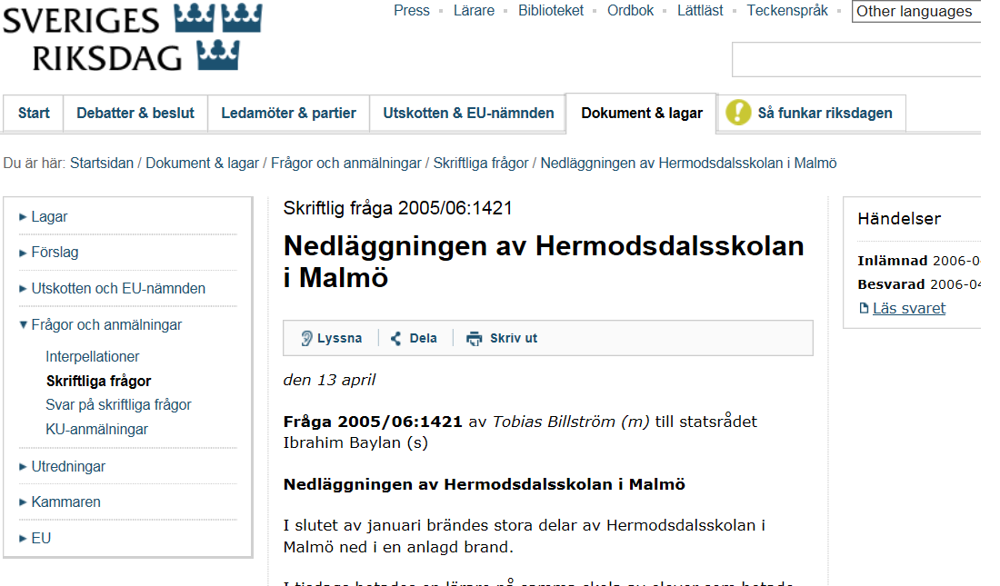 SVERIGES
RIKSDAG
Press Lärare Biblioteket Ordbok Lättläst Teckenspråk Other languages
Start Debatter & beslut Ledamöter & partier Utskotten & EU-nämnden Dokument & lagar Så funkar riksdagen
Du är här: Startsidan / Dokument & lagar / Frågor och anmälningar / Skriftliga frågor / Nedläggningen av Hermodsdalsskolan i Malmö
Lagar
Förslag
Utskotten och EU-nämnden
Frågor och anmälningar
Interpellationer
Skriftliga frågor
Svar på skriftliga frågor
KU-anmälningar
Utredningar
Kammaren
EU
Skriftlig fråga 2005/06:1421
Nedläggningen av Hermodsdalsskolan
i Malmö
Lyssna Dela Skriv ut
den 13 april
Fråga 2005/06:1421 av Tobias Billström (m) till statsrådet
Ibrahim Baylan (s)
Nedläggningen av Hermodsdalsskolan i Malmö
I slutet av januari brändes stora delar av Hermodsdalsskolan i
Malmö ned i en anlagd brand.
Händelser
Inlämnad 2006-0
Besvarad 2006-04
Läs svaret